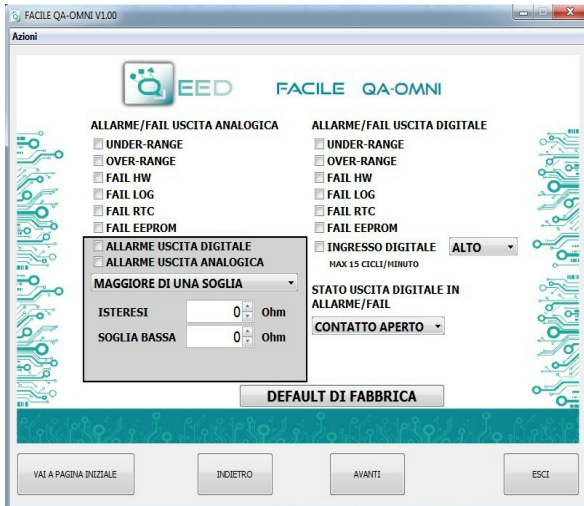 FACILE QA-OMNI V1.00
Azioni
QEED FACILE QA-OMNI
ALLARME/FAIL USCITA ANALOGICA
UNDER-RANGE
OVER-RANGE
FAIL HW
FAIL LOG
FAIL RTC
FAIL EEPROM
ALLARME USCITA DIGITALE
ALLARME USCITA ANALOGICA
MAGGIORE DI UNA SOGLIA
ISTERESI 0 Ohm
SOGLIA BASSA 0 Ohm
ALLARME/FAIL USCITA DIGITALE
UNDER-RANGE
OVER-RANGE
FAIL HW
FAIL LOG
FAIL RTC
FAIL EEPROM
INGRESSO DIGITALE ALTO
MAX 15 CICLI/MINUTO
STATO USCITA DIGITALE IN
ALLARME/FAIL
CONTATTO APERTO
DEFAULT DI FABBRICA
VAI A PAGINA INIZIALE INDIETRO AVANTI ESCI